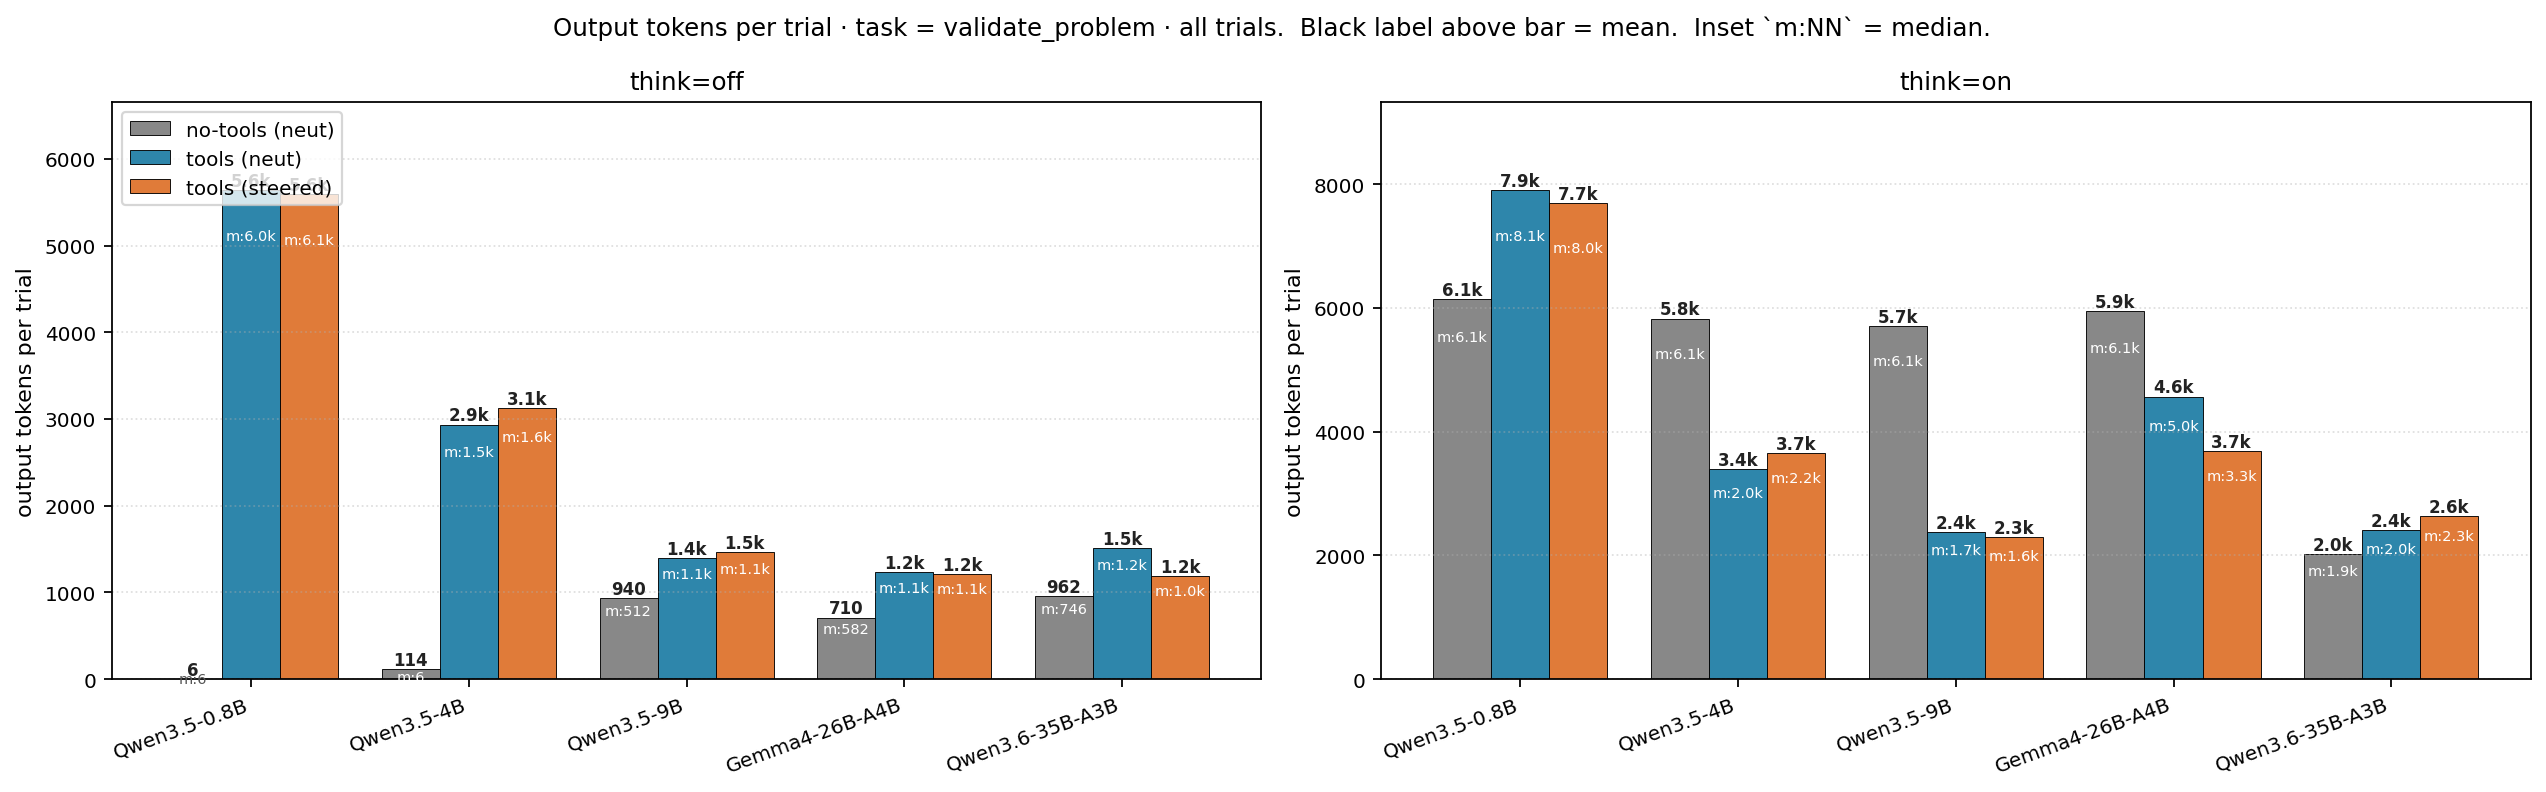 Output tokens per trial · task = validate_problem · all trials.  Black label above bar = mean.  Inset `m:NN` = median.
think=off
no-tools (neut)
tools (neut)
tools (steered)
output tokens per trial
6000
5000
4000
3000
2000
1000
0
5.6k
m:6.0k
m:6.1k
6
m:6
114
m:6
2.9k
m:1.5k
3.1k
m:1.6k
940
m:512
1.4k
m:1.1k
1.5k
m:1.1k
710
m:582
1.2k
m:1.1k
1.2k
m:1.1k
962
m:746
1.5k
m:1.2k
1.2k
m:1.0k
Qwen3.5-0.8B
Qwen3.5-4B
Qwen3.5-9B
Gemma4-26B-A4B
Qwen3.6-35B-A3B
think=on
output tokens per trial
8000
6000
4000
2000
0
6.1k
m:6.1k
7.9k
m:8.1k
7.7k
m:8.0k
5.8k
m:6.1k
3.4k
m:2.0k
3.7k
m:2.2k
5.7k
m:6.1k
2.4k
m:1.7k
2.3k
m:1.6k
5.9k
m:6.1k
4.6k
m:5.0k
3.7k
m:3.3k
2.0k
m:1.9k
2.4k
m:2.0k
2.6k
m:2.3k
Qwen3.5-0.8B
Qwen3.5-4B
Qwen3.5-9B
Gemma4-26B-A4B
Qwen3.6-35B-A3B